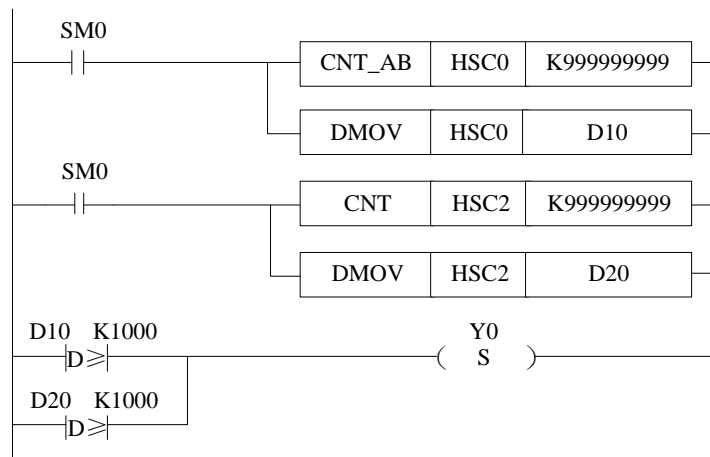 SM0
CNT_AB HSC0 K999999999
DMOV HSC0 D10
SM0
CNT HSC2 K999999999
DMOV HSC2 D20
D10 K1000 Y0
D≥ S
D20 K1000
D≥